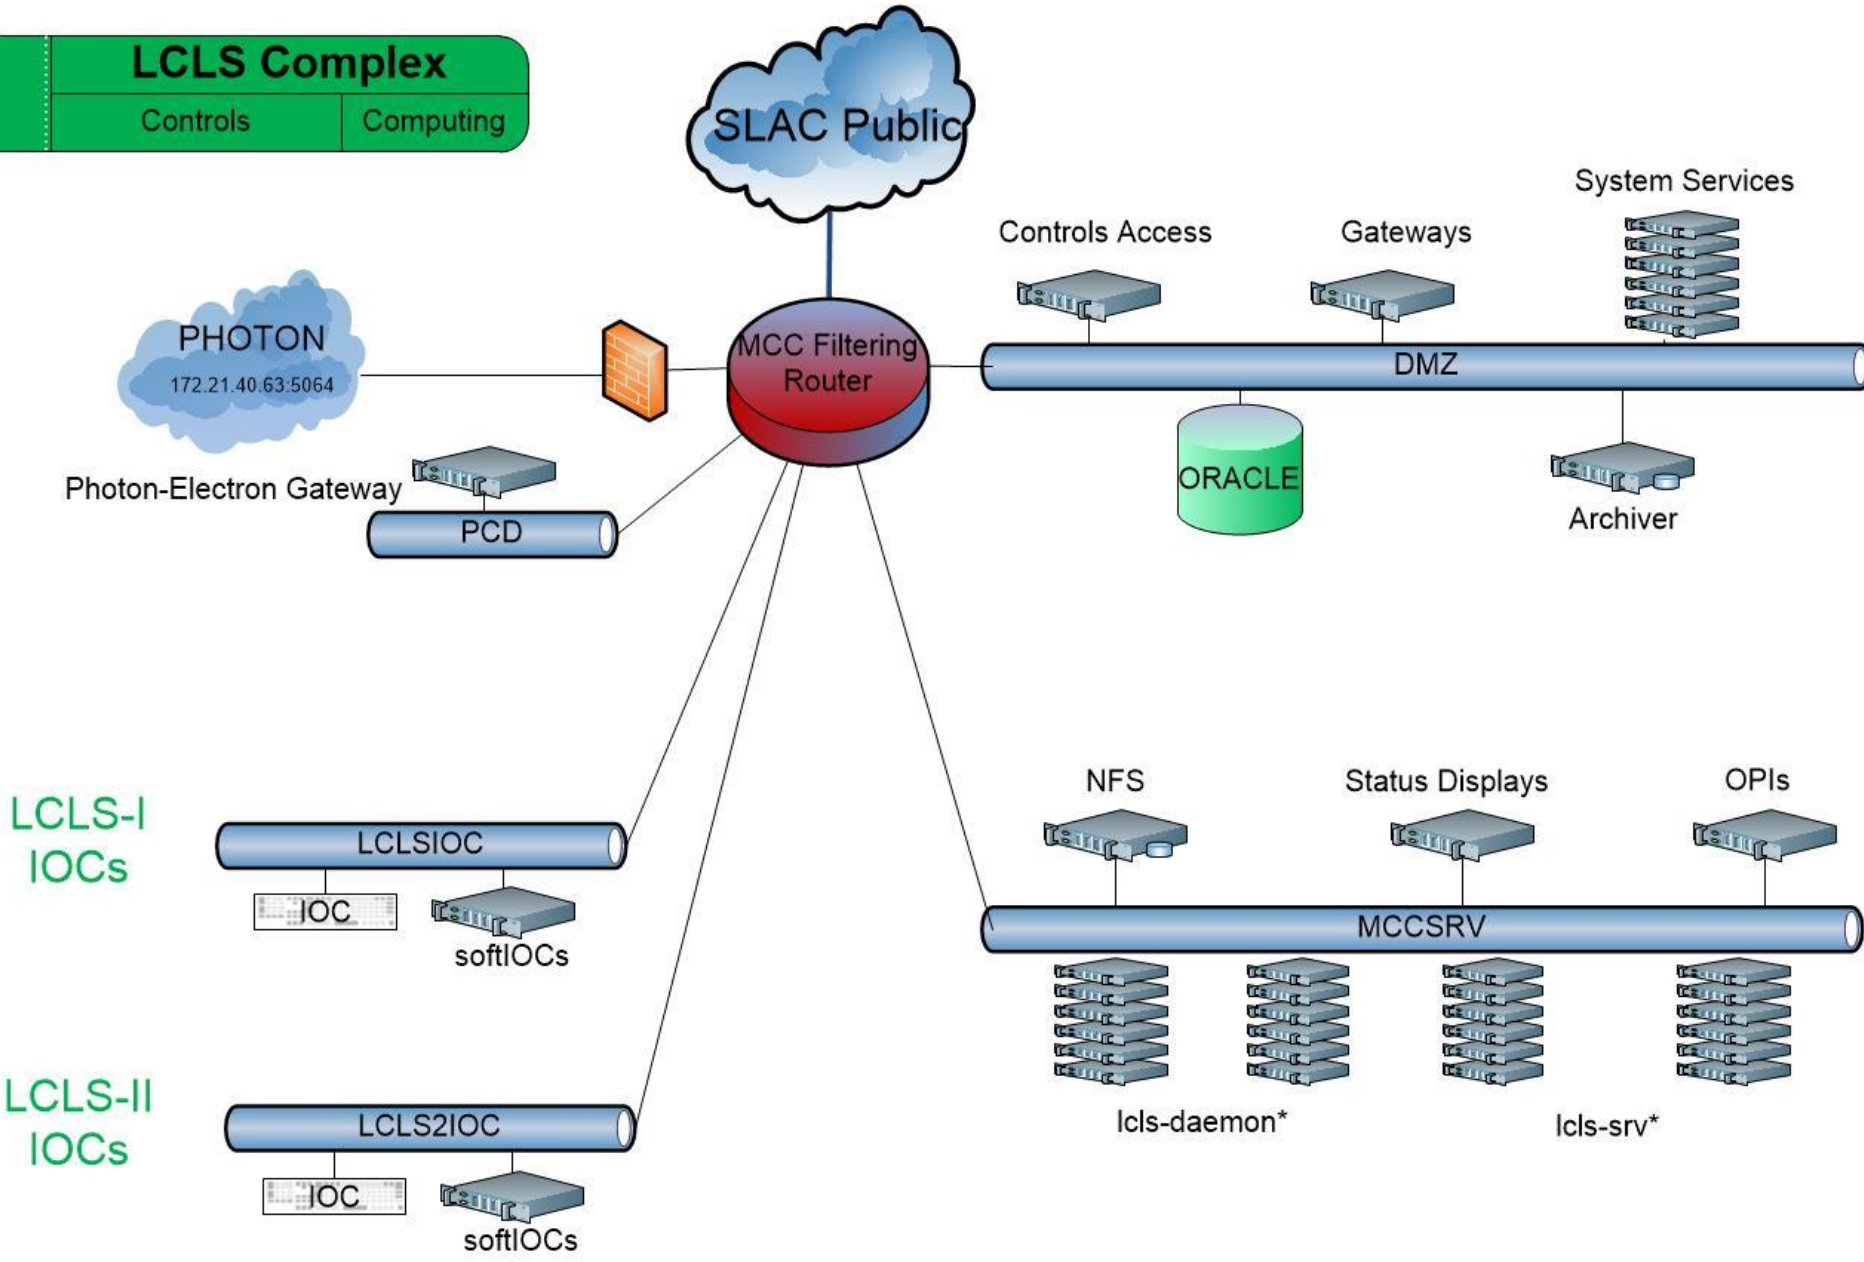 LCLS Complex
Controls
Computing
SLAC Public
System Services
Controls Access
Gateways
PHOTON
172.21.40.63:5064
MCC Filtering
Router
DMZ
ORACLE
Archiver
Photon-Electron Gateway
PCD
LCLS-I
IOCs
LCLSIOC
IOC
softIOCs
NFS
Status Displays
OPIs
MCCSRV
lcls-daemon*
lcls-srv*
LCLS-II
IOCs
LCLS2IOC
IOC
softIOCs